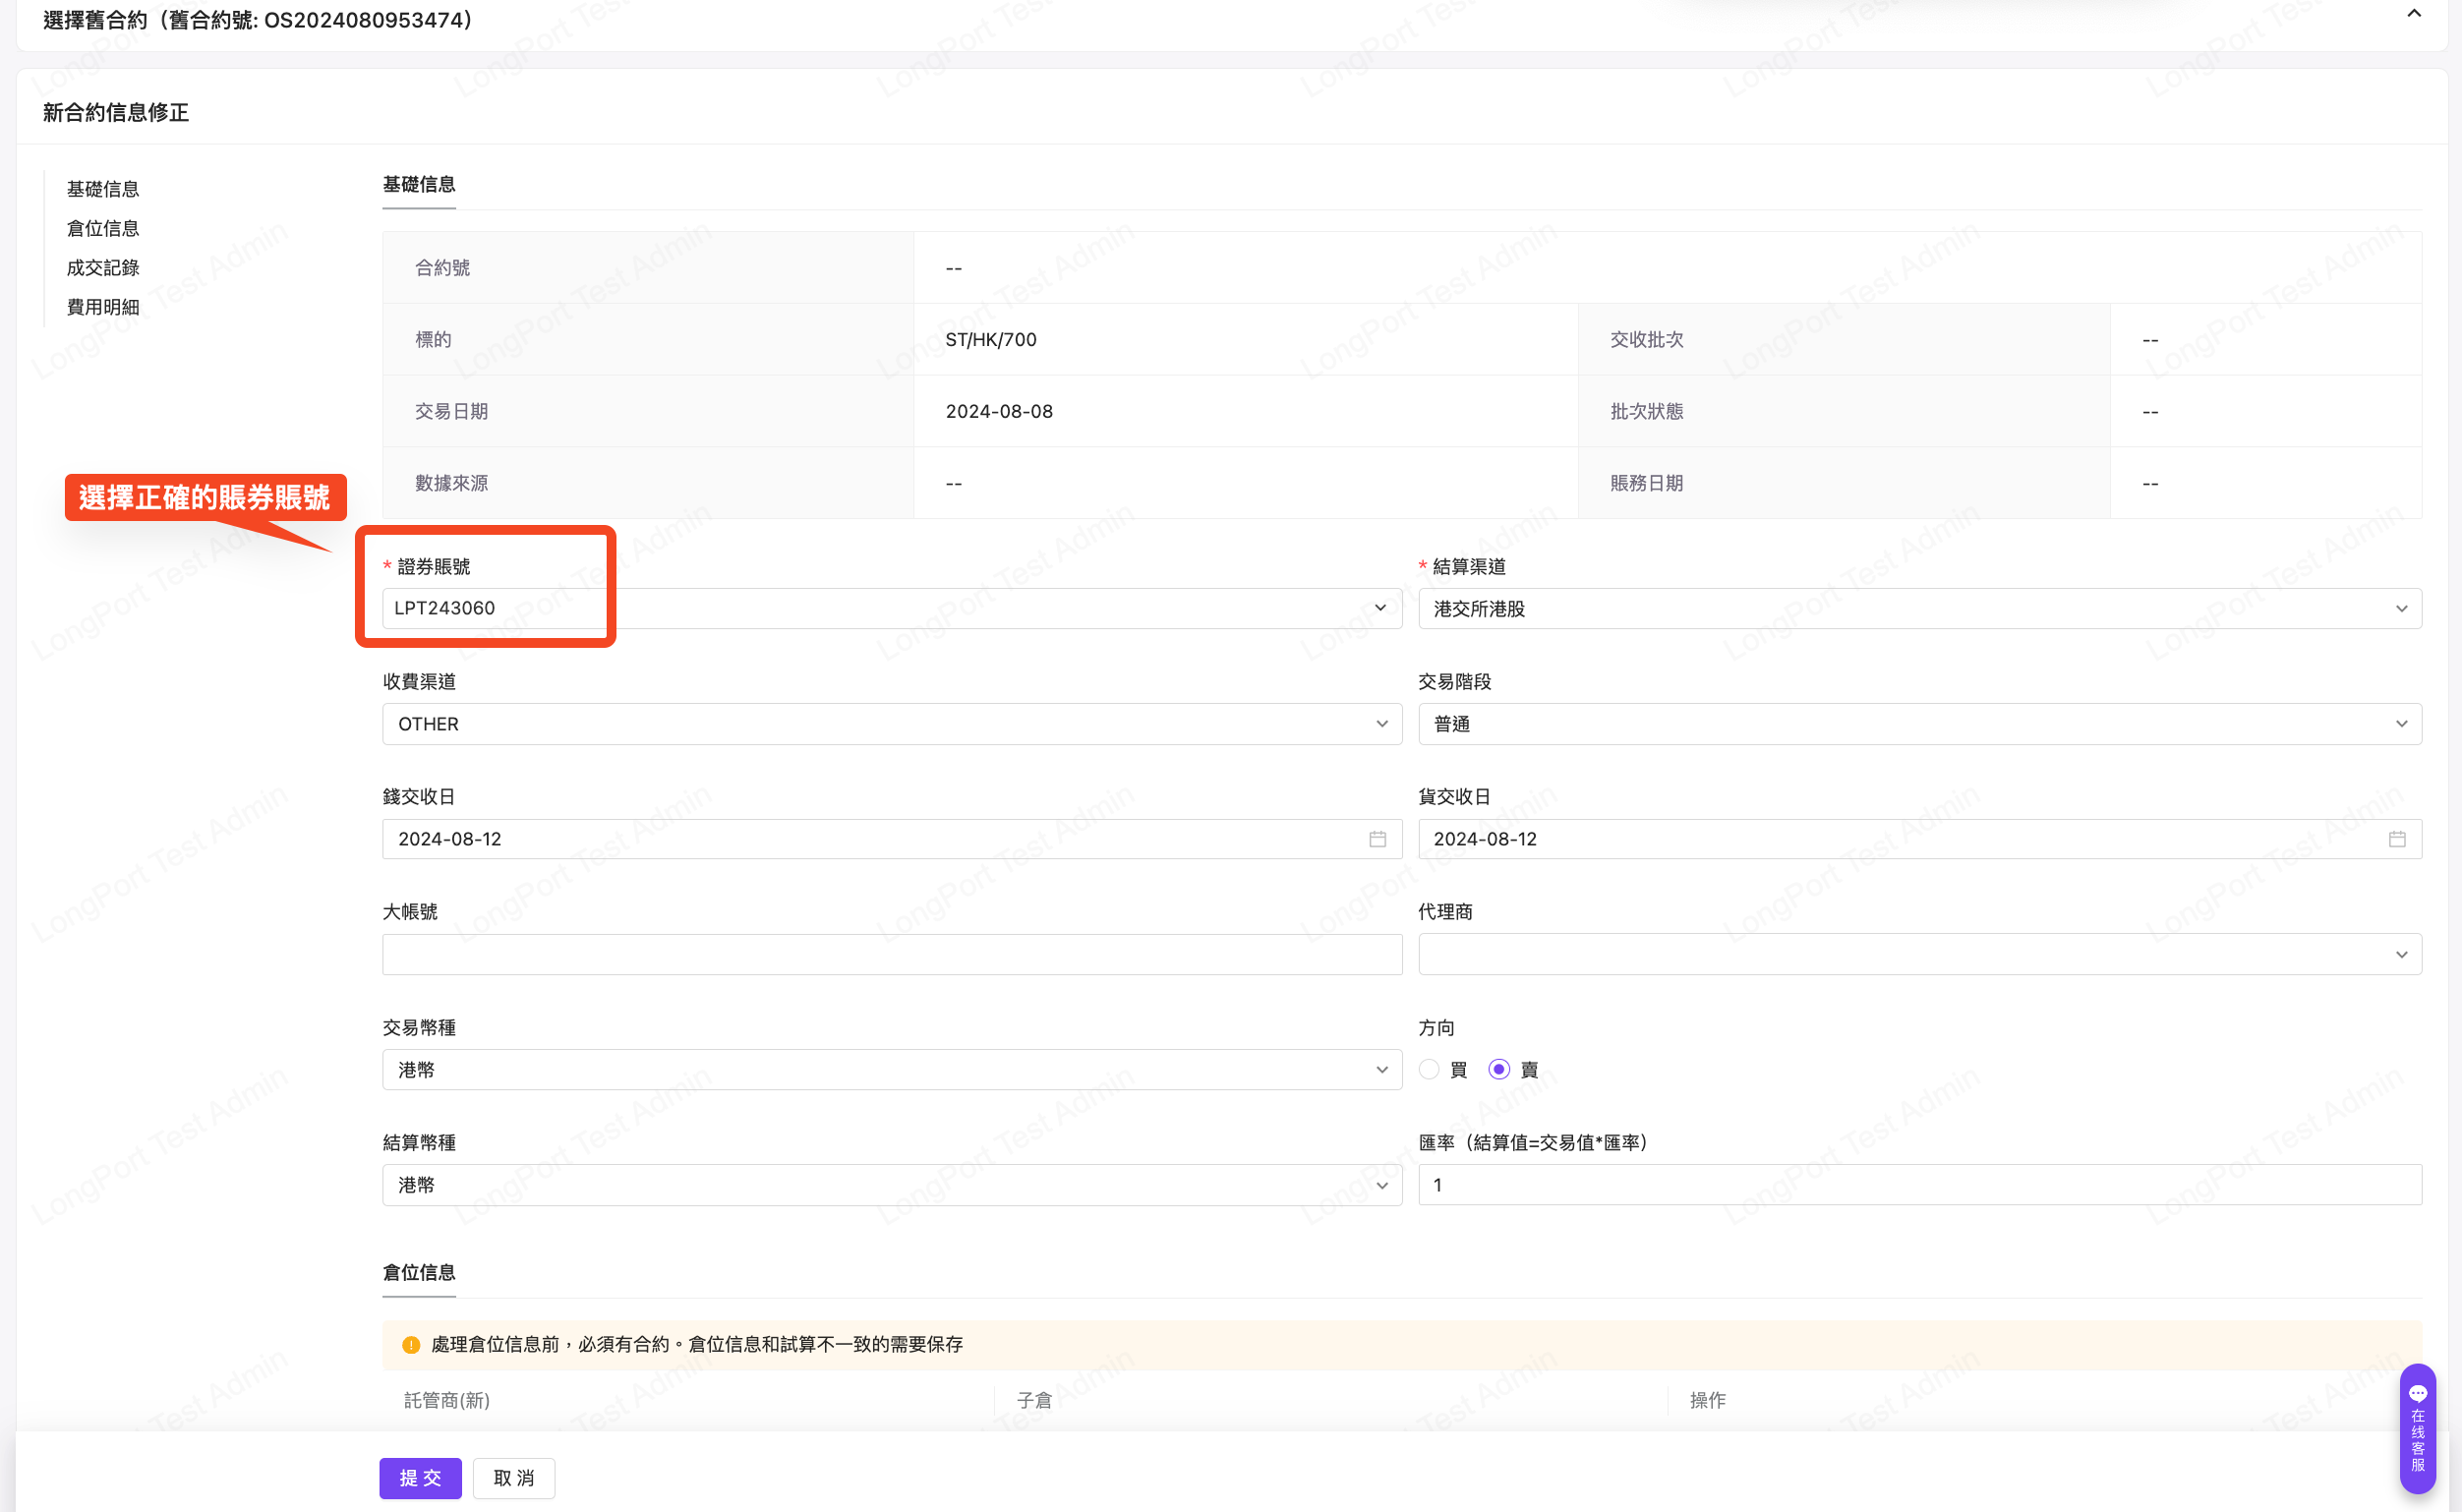 選擇舊合約（舊合約號: OS2024080953474）
新合約信息修正
基礎信息
倉位信息
成交記錄
費用明細
基礎信息
合約號 --
標的 ST/HK/700 交收批次 --
交易日期 2024-08-08 批次狀態 --
數據來源 -- 賬務日期 --
選擇正確的賬券賬號
* 證券賬號 * 結算渠道
LPT243060 港交所港股
收費渠道 交易階段
OTHER 普通
錢交收日 貨交收日
2024-08-12 2024-08-12
大帳號 代理商
交易幣種 方向
港幣 買 賣
結算幣種 匯率（結算值=交易值*匯率）
港幣 1
倉位信息
處理倉位信息前，必須有合約。倉位信息和試算不一致的需要保存
託管商(新) 子倉 操作
提 交 取 消
在线客服
LongPort Test Admin